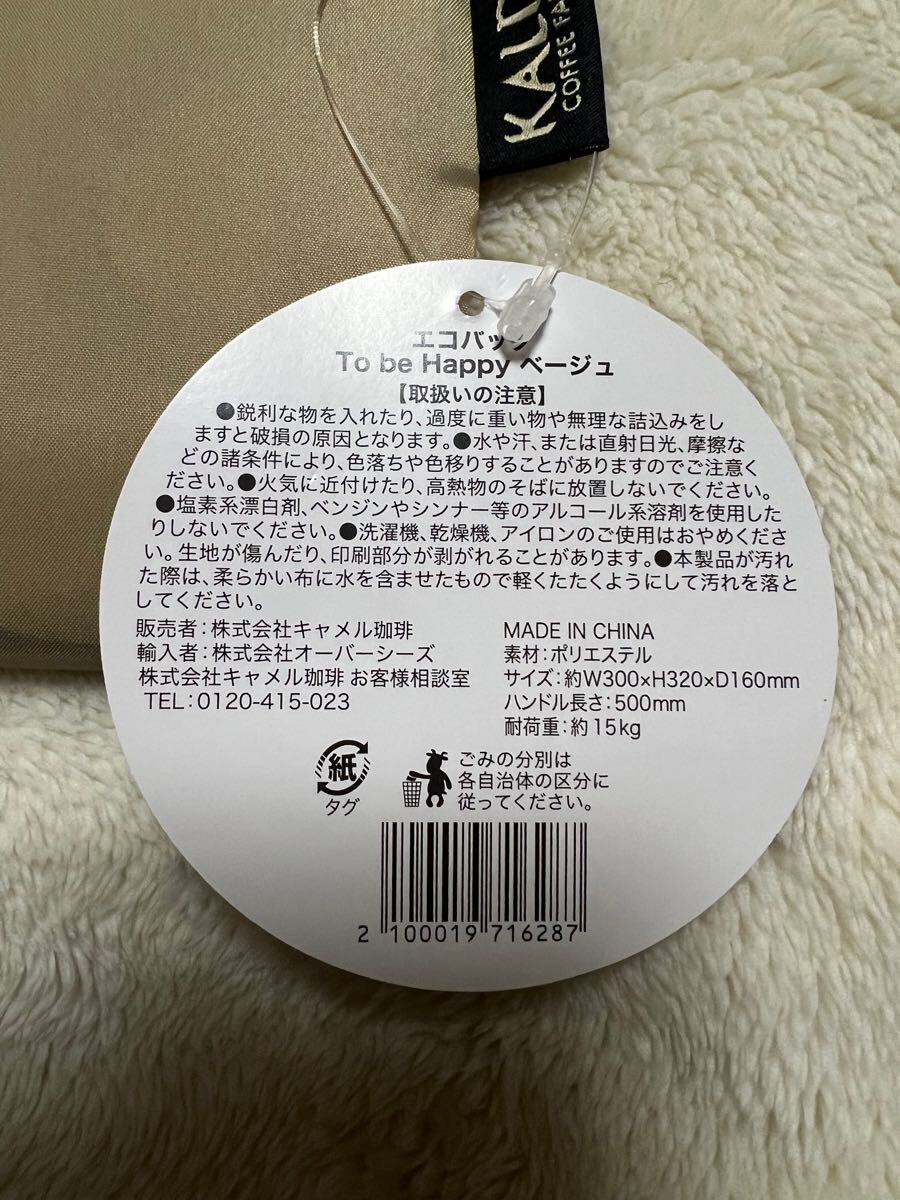 KALD
COFFEE FA
エコバッグ
To be Happy ベージュ
【取扱いの注意】
●鋭利な物を入れたり、過度に重い物や無理な詰込みをし
ますと破損の原因となります。●水や汗、または直射日光、摩擦な
どの諸条件により、色落ちや色移りすることがありますのでご注意く
ださい。●火気に近付けたり、高熱物のそばに放置しないでください。
●塩素系漂白剤、ベンジンやシンナー等のアルコール系溶剤を使用した
りしないでください。●洗濯機、乾燥機、アイロンのご使用はおやめくださ
い。生地が傷んだり、印刷部分が剥がれることがあります。●本製品が汚れ
た際は、柔らかい布に水を含ませたもので軽くたたくようにして汚れを落と
してください。
販売者：株式会社キャメル珈琲
輸入者：株式会社オーバーシーズ
株式会社キャメル珈琲 お客様相談室
TEL：0120-415-023
MADE IN CHINA
素材：ポリエステル
サイズ：約W300×H320×D160mm
ハンドル長さ：500mm
耐荷重：約15kg
紙
タグ
ごみの分別は
各自治体の区分に
従ってください。
2 100019 716287